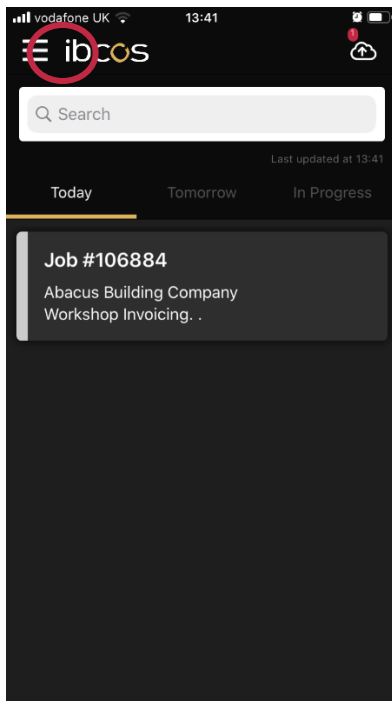 vodafone UK 13:41
ibcos
1
Search
Last updated at 13:41
Today Tomorrow In Progress
Job #106884
Abacus Building Company
Workshop Invoicing. .